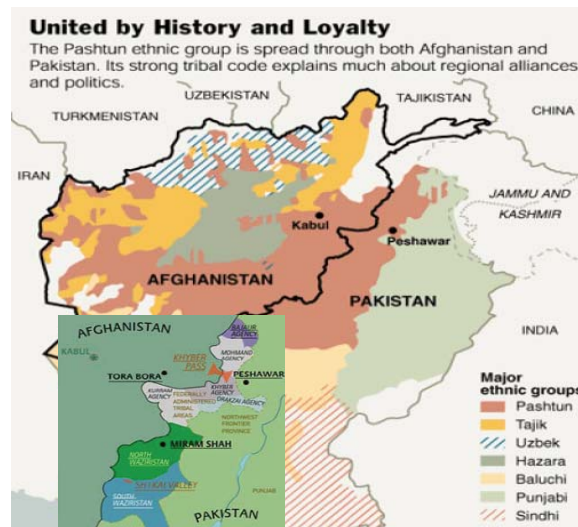 United by History and Loyalty
The Pashtun ethnic group is spread through both Afghanistan and
Pakistan. Its strong tribal code explains much about regional alliances
and politics.
UZBEKISTAN
TAJIKISTAN
TURKMENISTAN
CHINA
IRAN
JAMMU AND
KASHMIR
Kabul
Peshawar
AFGHANISTAN
PAKISTAN
INDIA
AFGHANISTAN
BAJAUR
AGENCY
MOHMAND
AGENCY
KABUL
KHYBER
PASS
TORA BORA
PESHAWAR
KURRAM
AGENCY
KHYBER
AGENCY
FEDERALLY
ADMINISTERED
TRIBAL
AREAS
ORAKZAI AGENCY
NORTHWEST
FRONTIER
PROVINCE
MIRAM SHAH
NORTH
WAZIRISTAN
SHIKAI VALLEY
SOUTH
WAZIRISTAN
PUNJAB
PAKISTAN
Major
ethnic groups
Pashtun
Tajik
Uzbek
Hazara
Baluchi
Punjabi
Sindhi